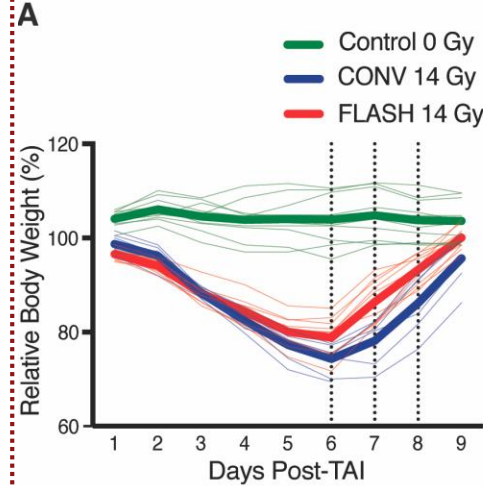 A
Control 0 Gy
CONV 14 Gy
FLASH 14 Gy
Relative Body Weight (%)
120
100
80
60
1 2 3 4 5 6 7 8 9
Days Post-TAI